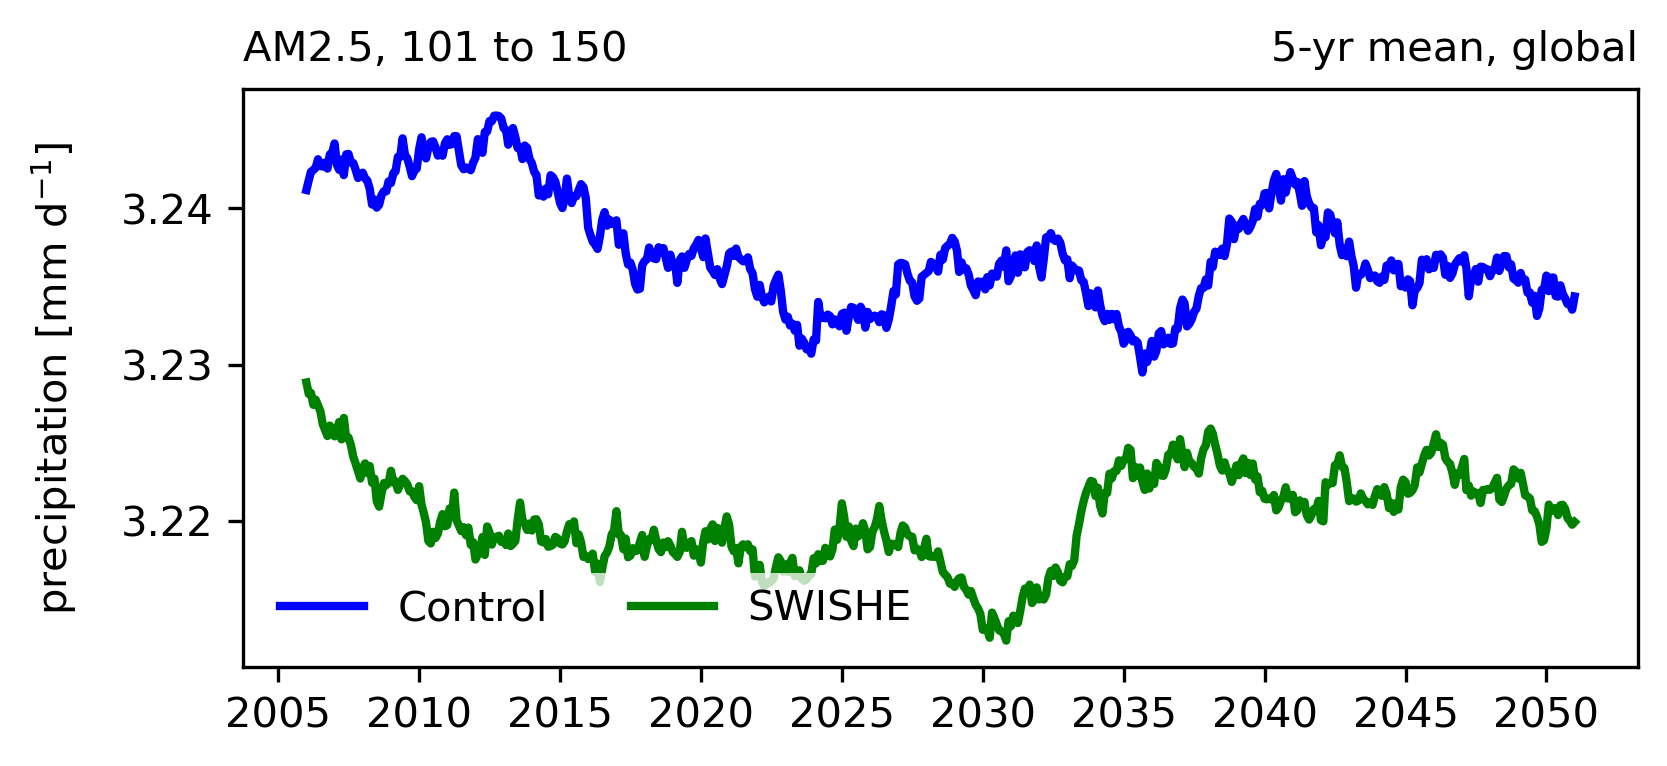 AM2.5, 101 to 150
5-yr mean, global
precipitation [mm d⁻¹]
3.24
3.23
3.22
Control
SWISHE
2005 2010 2015 2020 2025 2030 2035 2040 2045 2050